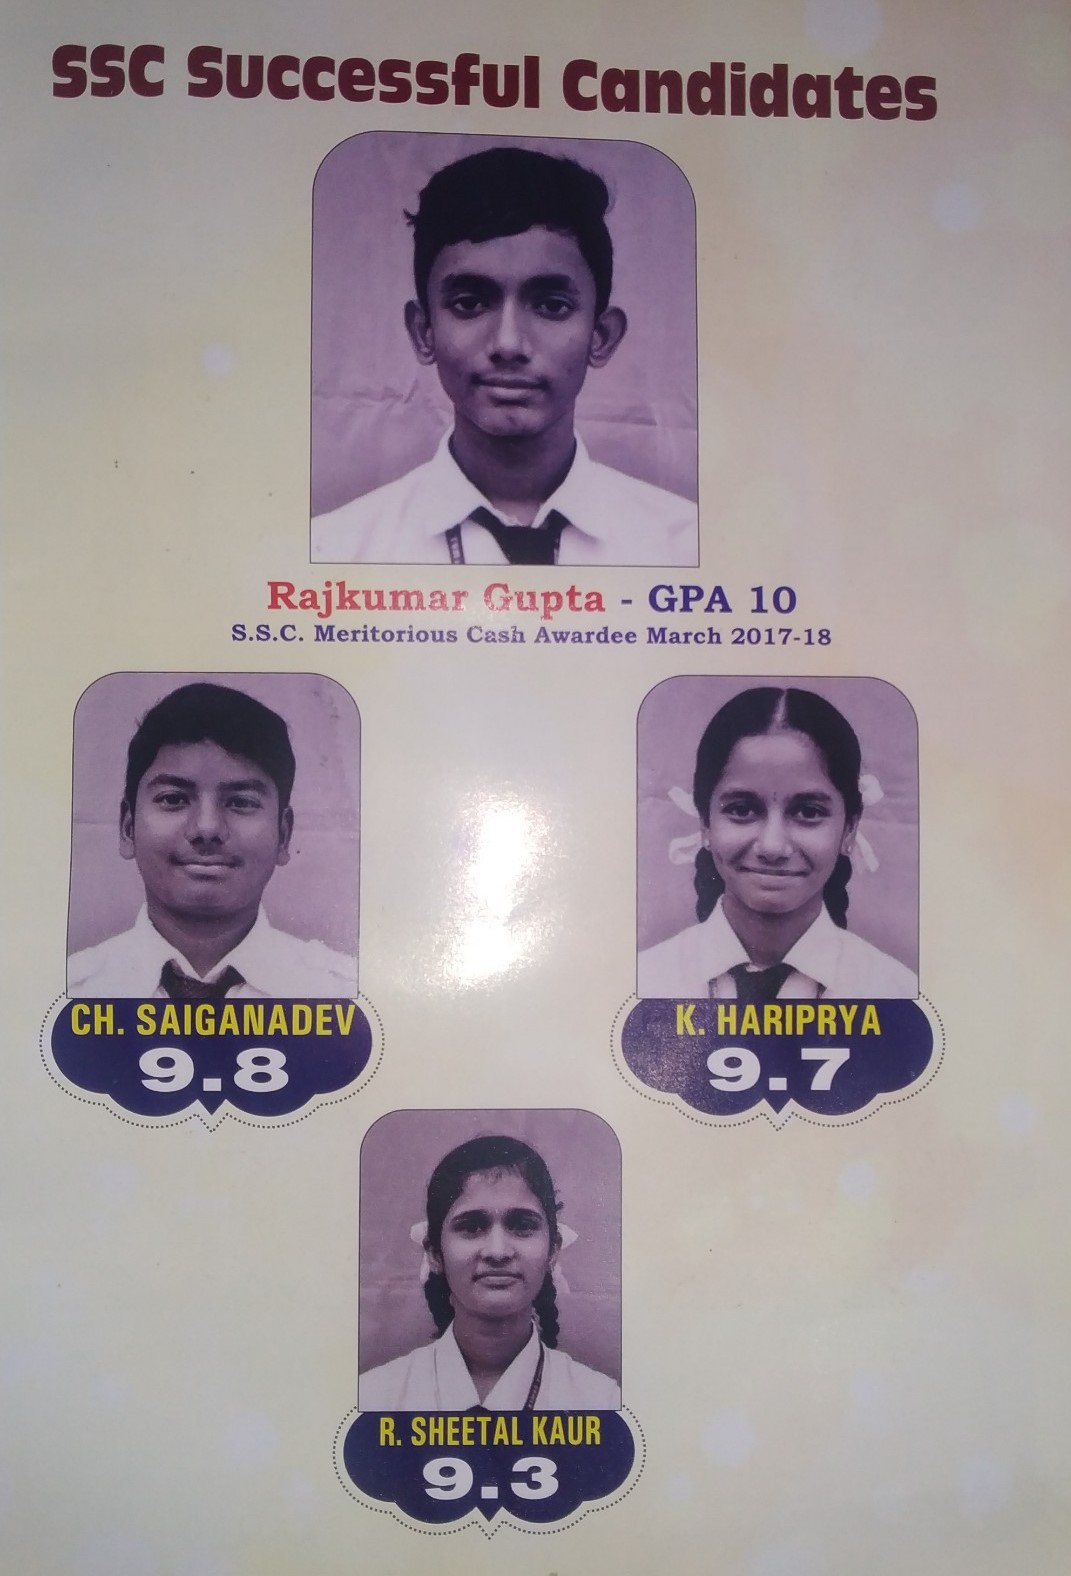 SSC Successful Candidates
Rajkumar Gupta - GPA 10
S.S.C. Meritorious Cash Awardee March 2017-18
CH. SAIGANADEV
9.8
K. HARIPRYA
9.7
R. SHEETAL KAUR
9.3